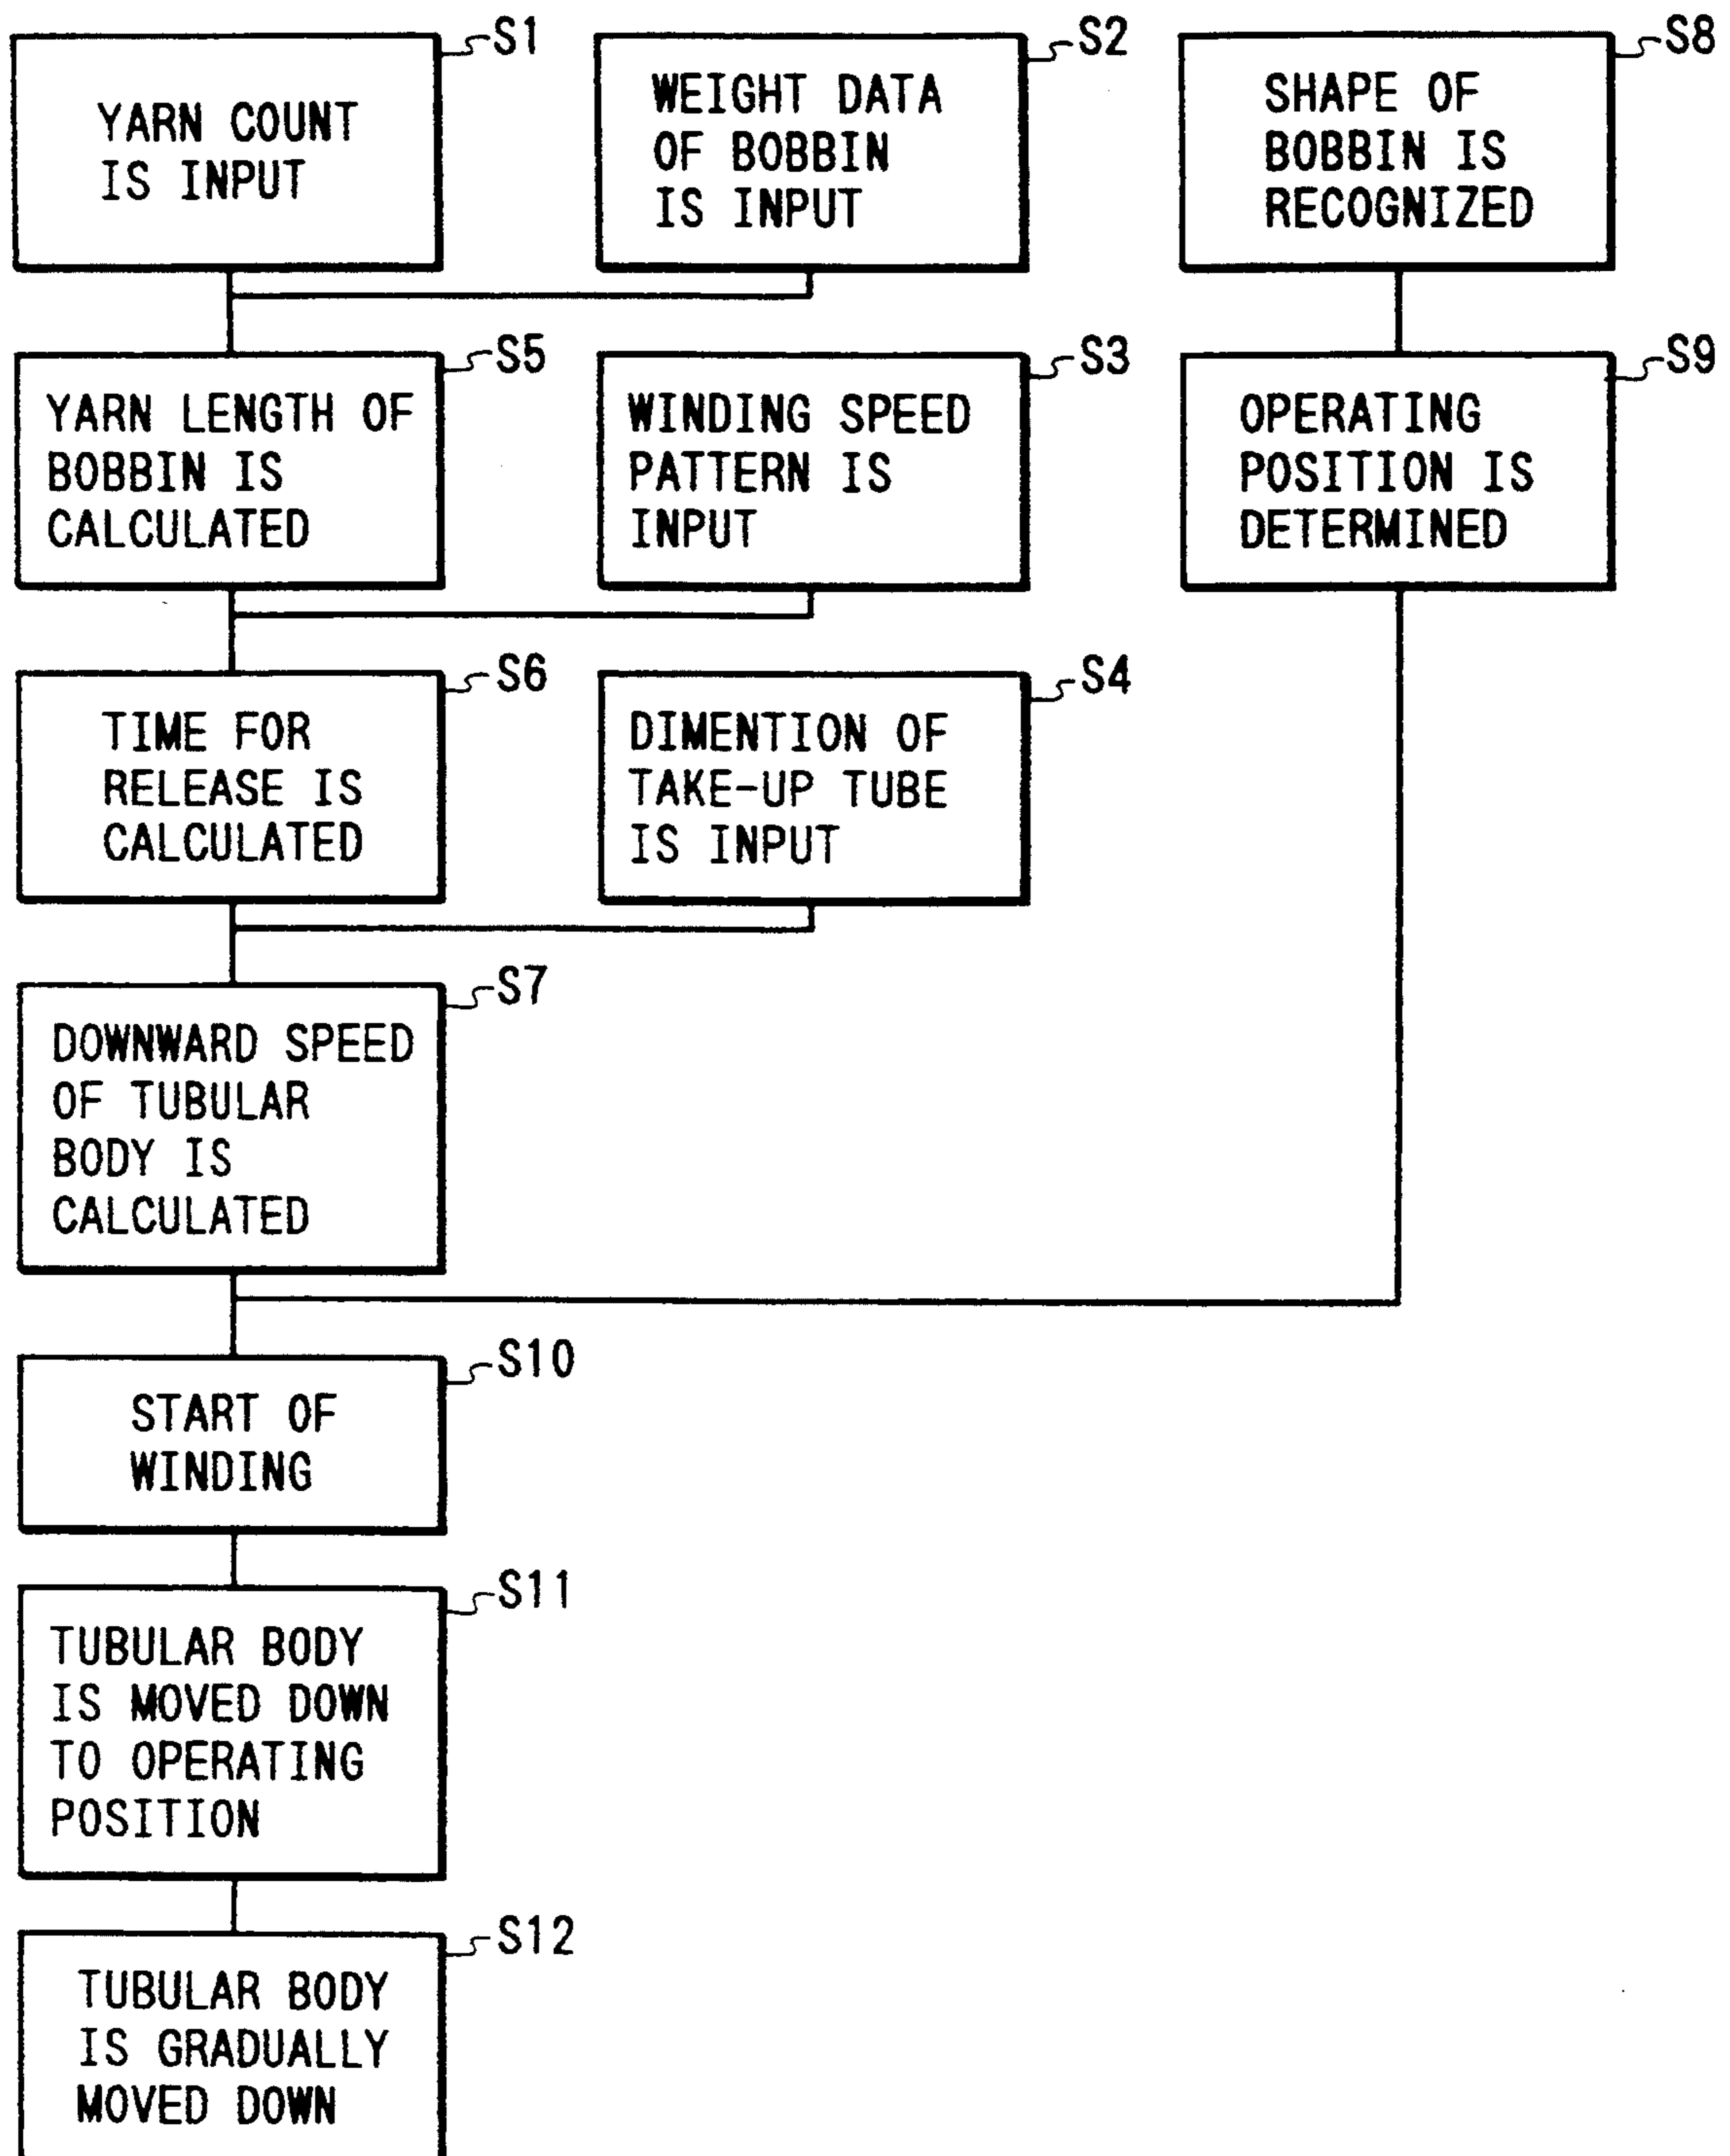 S1
YARN COUNT
IS INPUT
S2
WEIGHT DATA
OF BOBBIN
IS INPUT
S8
SHAPE OF
BOBBIN IS
RECOGNIZED
S5
YARN LENGTH OF
BOBBIN IS
CALCULATED
S3
WINDING SPEED
PATTERN IS
INPUT
S9
OPERATING
POSITION IS
DETERMINED
S6
TIME FOR
RELEASE IS
CALCULATED
S4
DIMENTION OF
TAKE-UP TUBE
IS INPUT
S7
DOWNWARD SPEED
OF TUBULAR
BODY IS
CALCULATED
S10
START OF
WINDING
S11
TUBULAR BODY
IS MOVED DOWN
TO OPERATING
POSITION
S12
TUBULAR BODY
IS GRADUALLY
MOVED DOWN